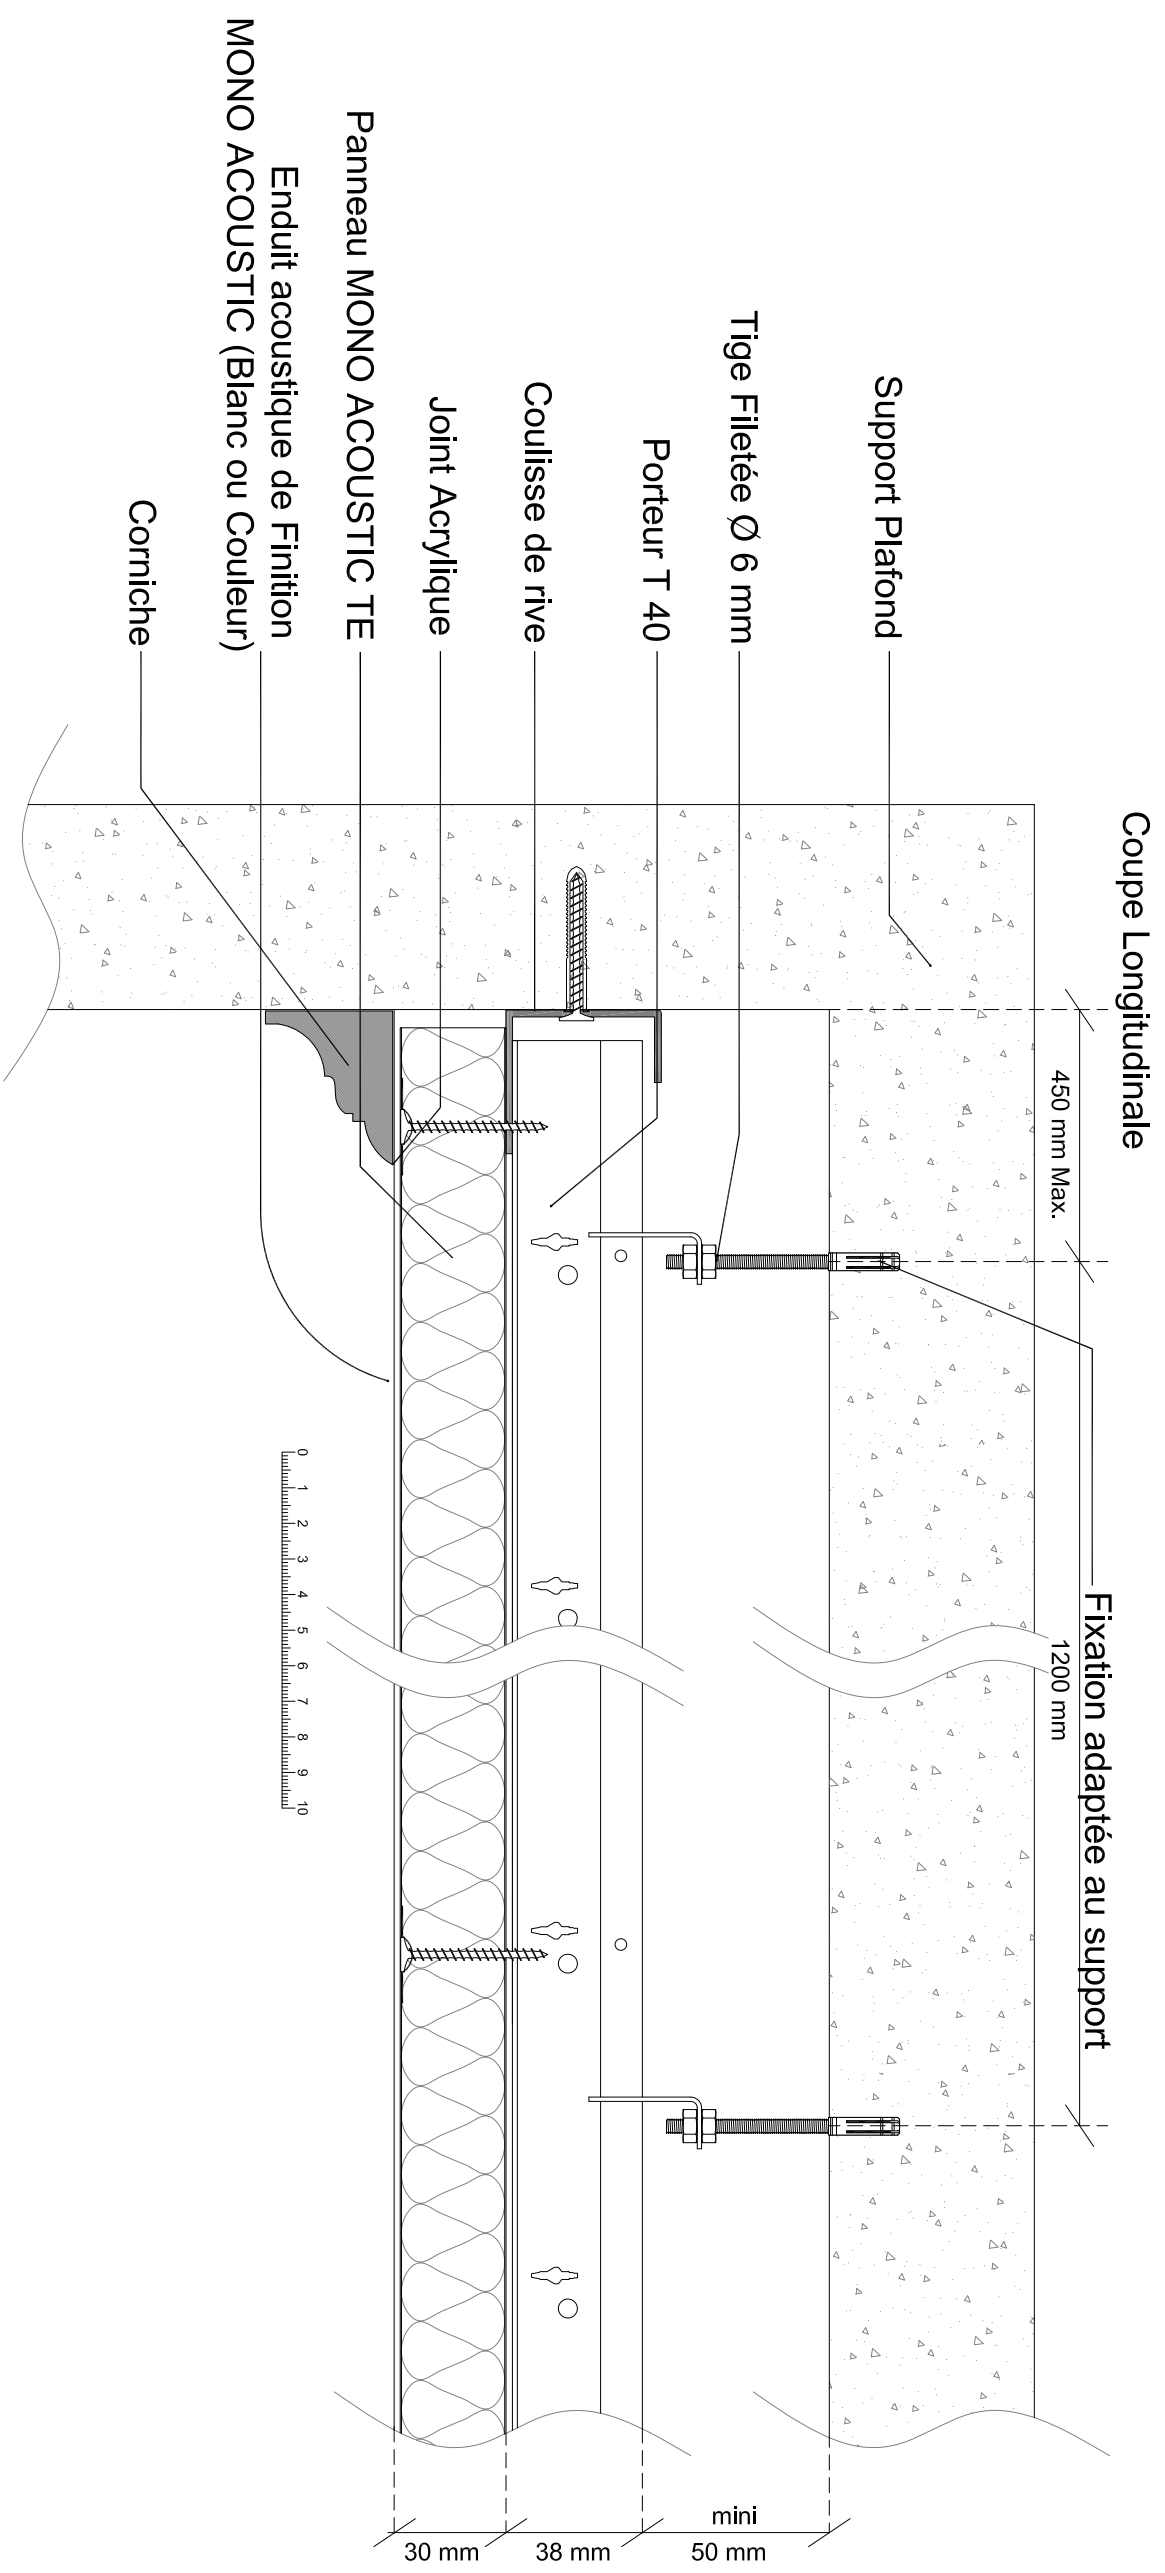 Coupe Longitudinale
450 mm Max.
1200 mm
Fixation adaptée au support
Support Plafond
Tige Filetée Ø 6 mm
Porteur T 40
Coulisse de rive
Joint Acrylique
Panneau MONO ACOUSTIC TE
Enduit acoustique de Finition
MONO ACOUSTIC (Blanc ou Couleur)
Corniche
mini
50 mm
38 mm
30 mm
0 1 2 3 4 5 6 7 8 9 10